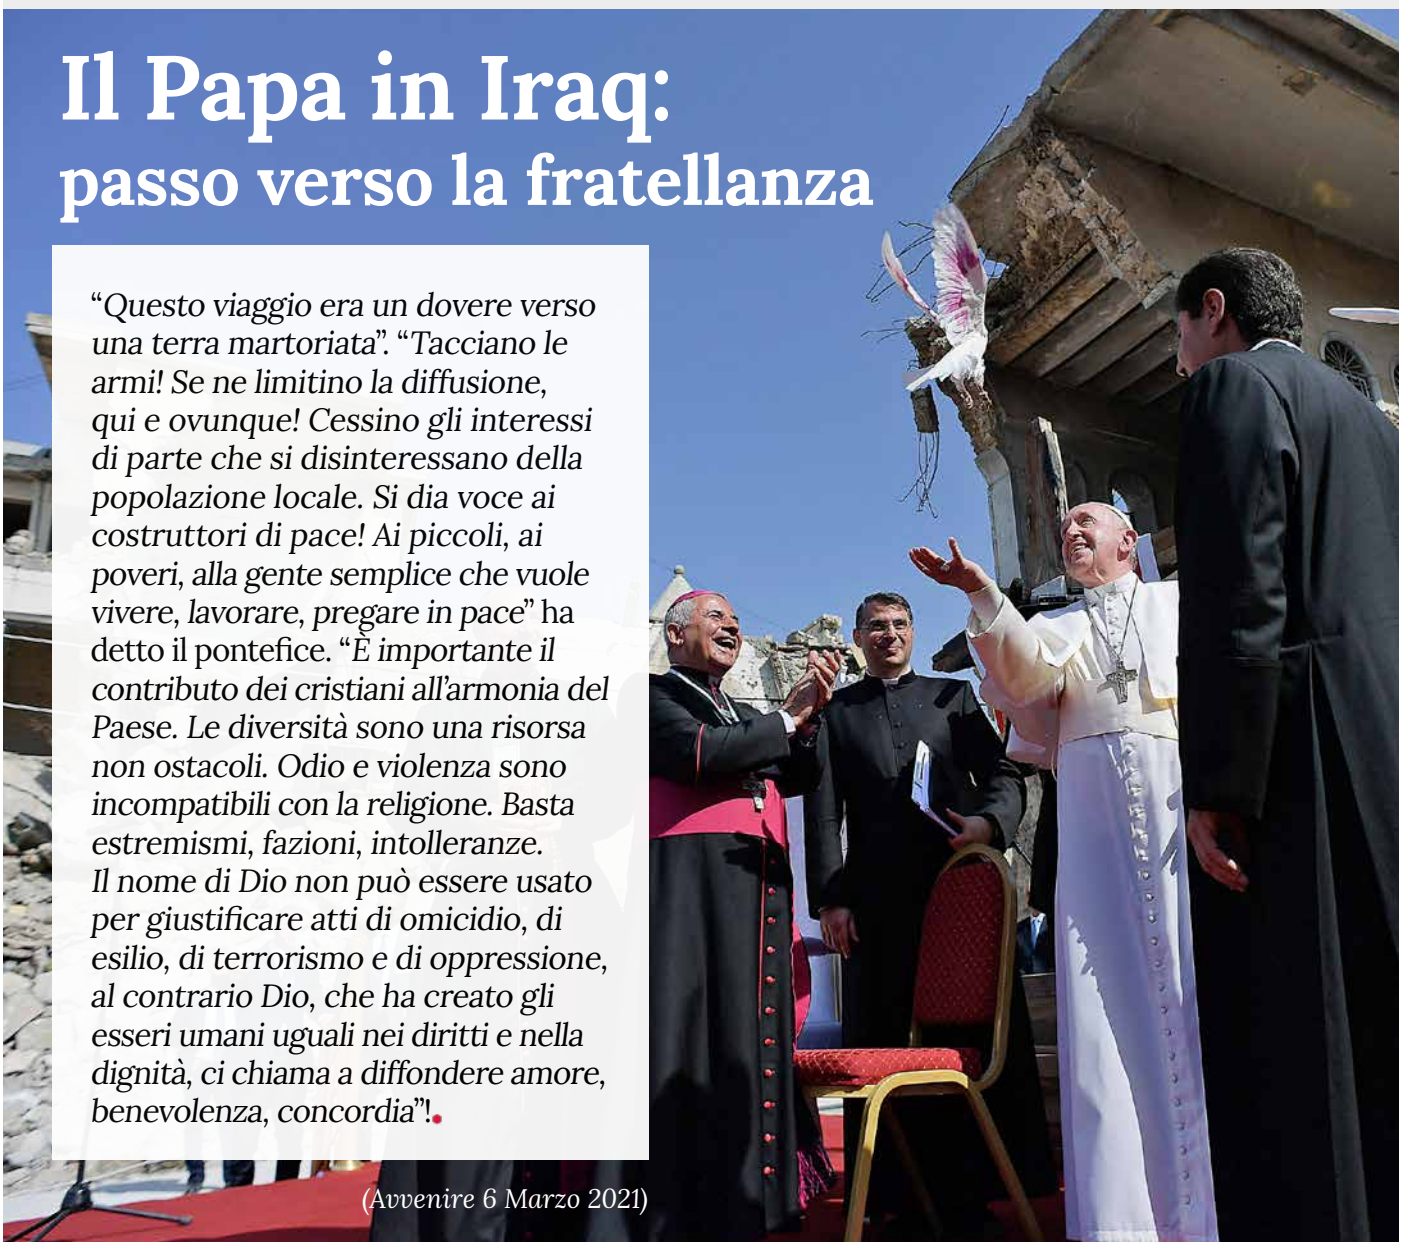 Il Papa in Iraq:
passo verso la fratellanza
“Questo viaggio era un dovere verso
una terra martoriata”. “Tacciano le
armi! Se ne limitino la diffusione,
qui e ovunque! Cessino gli interessi
di parte che si disinteressano della
popolazione locale. Si dia voce ai
costruttori di pace! Ai piccoli, ai
poveri, alla gente semplice che vuole
vivere, lavorare, pregare in pace” ha
detto il pontefice. “È importante il
contributo dei cristiani all’armonia del
Paese. Le diversità sono una risorsa
non ostacoli. Odio e violenza sono
incompatibili con la religione. Basta
estremismi, fazioni, intolleranze.
Il nome di Dio non può essere usato
per giustificare atti di omicidio, di
esilio, di terrorismo e di oppressione,
al contrario Dio, che ha creato gli
esseri umani uguali nei diritti e nella
dignità, ci chiama a diffondere amore,
benevolenza, concordia”!.
(Avvenire 6 Marzo 2021)